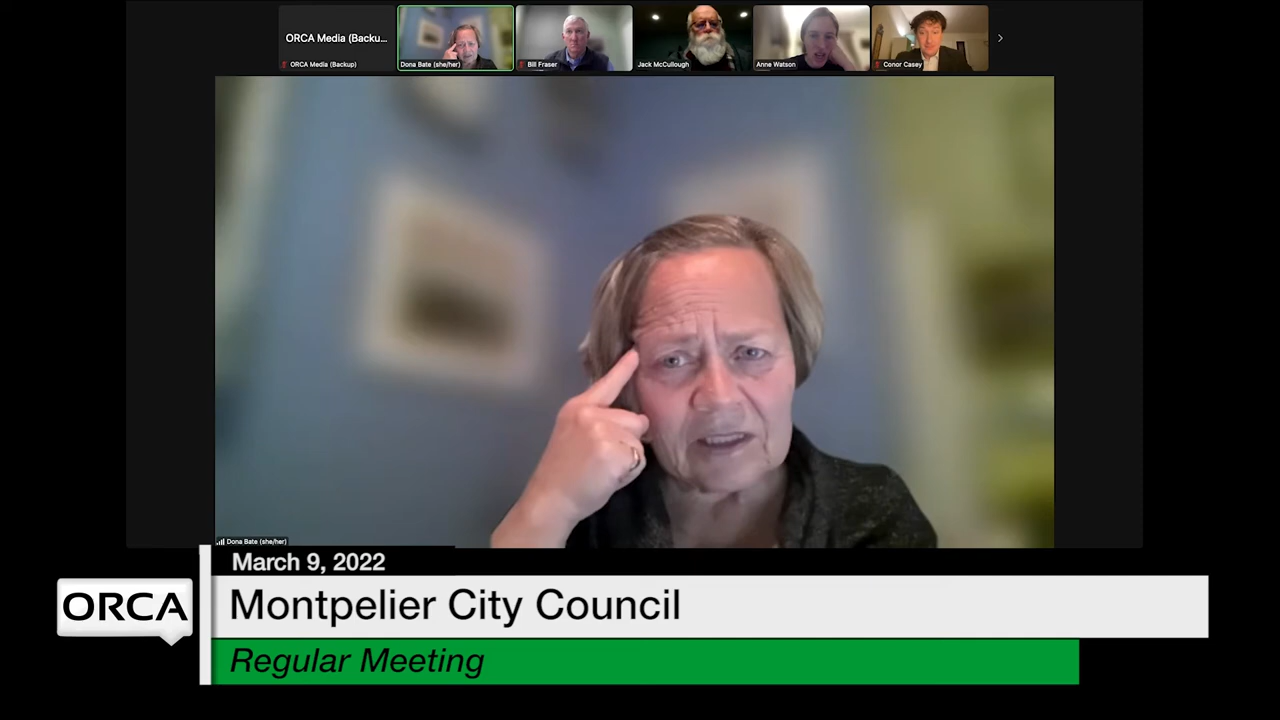 ORCA Media (Backu...
ORCA Media (Backup)
Dona Bate (she/her)
Bill Fraser
Jack McCullough
Anne Watson
Conor Casey
Dona Bate (she/her)
March 9, 2022
ORCA
Montpelier City Council
Regular Meeting